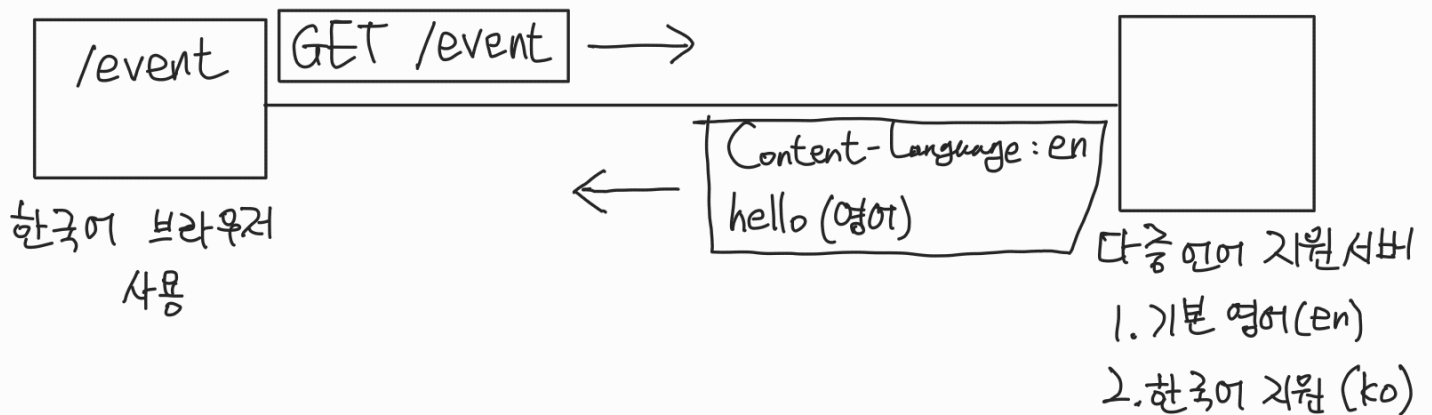 /event
GET /event
한국어 브라우저
사용
Content-Language: en
hello (영어)
다중언어 지원서버
1. 기본 영어(en)
2. 한국어 지원 (ko)